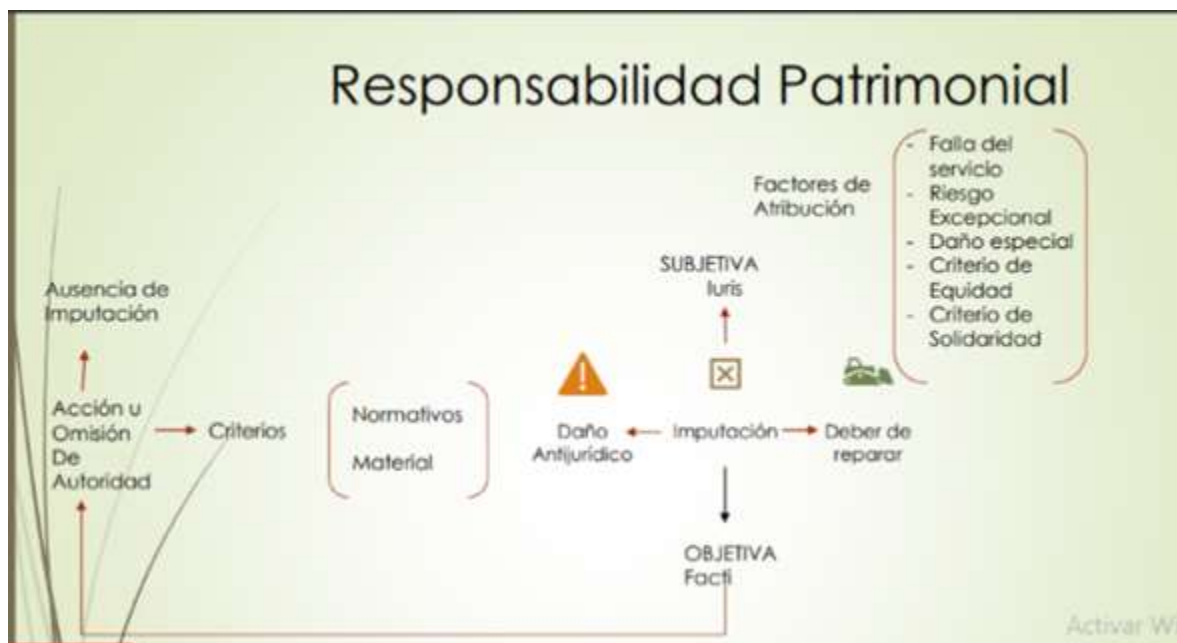 Responsabilidad Patrimonial
Factores de
Atribución
- Falla del
servicio
- Riesgo
Excepcional
- Daño especial
- Criterio de
Equidad
- Criterio de
Solidaridad
SUBJETIVA
Iuris
Ausencia de
Imputación
Acción u
Omisión
De
Autoridad
Criterios
Normativos
Material
Daño
Antijurídico
Imputación
Deber de
reparar
OBJETIVA
Facti
Activar Wi